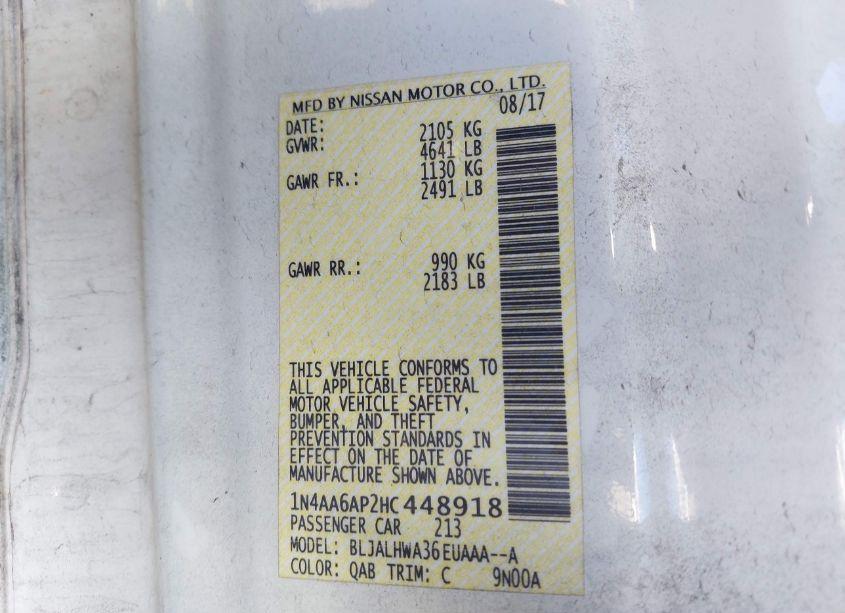 MFD BY NISSAN MOTOR CO., LTD.
DATE: 08/17
GVWR: 2105 KG
4641 LB
GAWR FR.: 1130 KG
2491 LB
GAWR RR.: 990 KG
2183 LB
THIS VEHICLE CONFORMS TO
ALL APPLICABLE FEDERAL
MOTOR VEHICLE SAFETY,
BUMPER, AND THEFT
PREVENTION STANDARDS IN
EFFECT ON THE DATE OF
MANUFACTURE SHOWN ABOVE.
1N4AA6AP2HC448918
PASSENGER CAR 213
MODEL: BLJALHWA36EUAAA--A
COLOR: QAB TRIM: C 9N00A